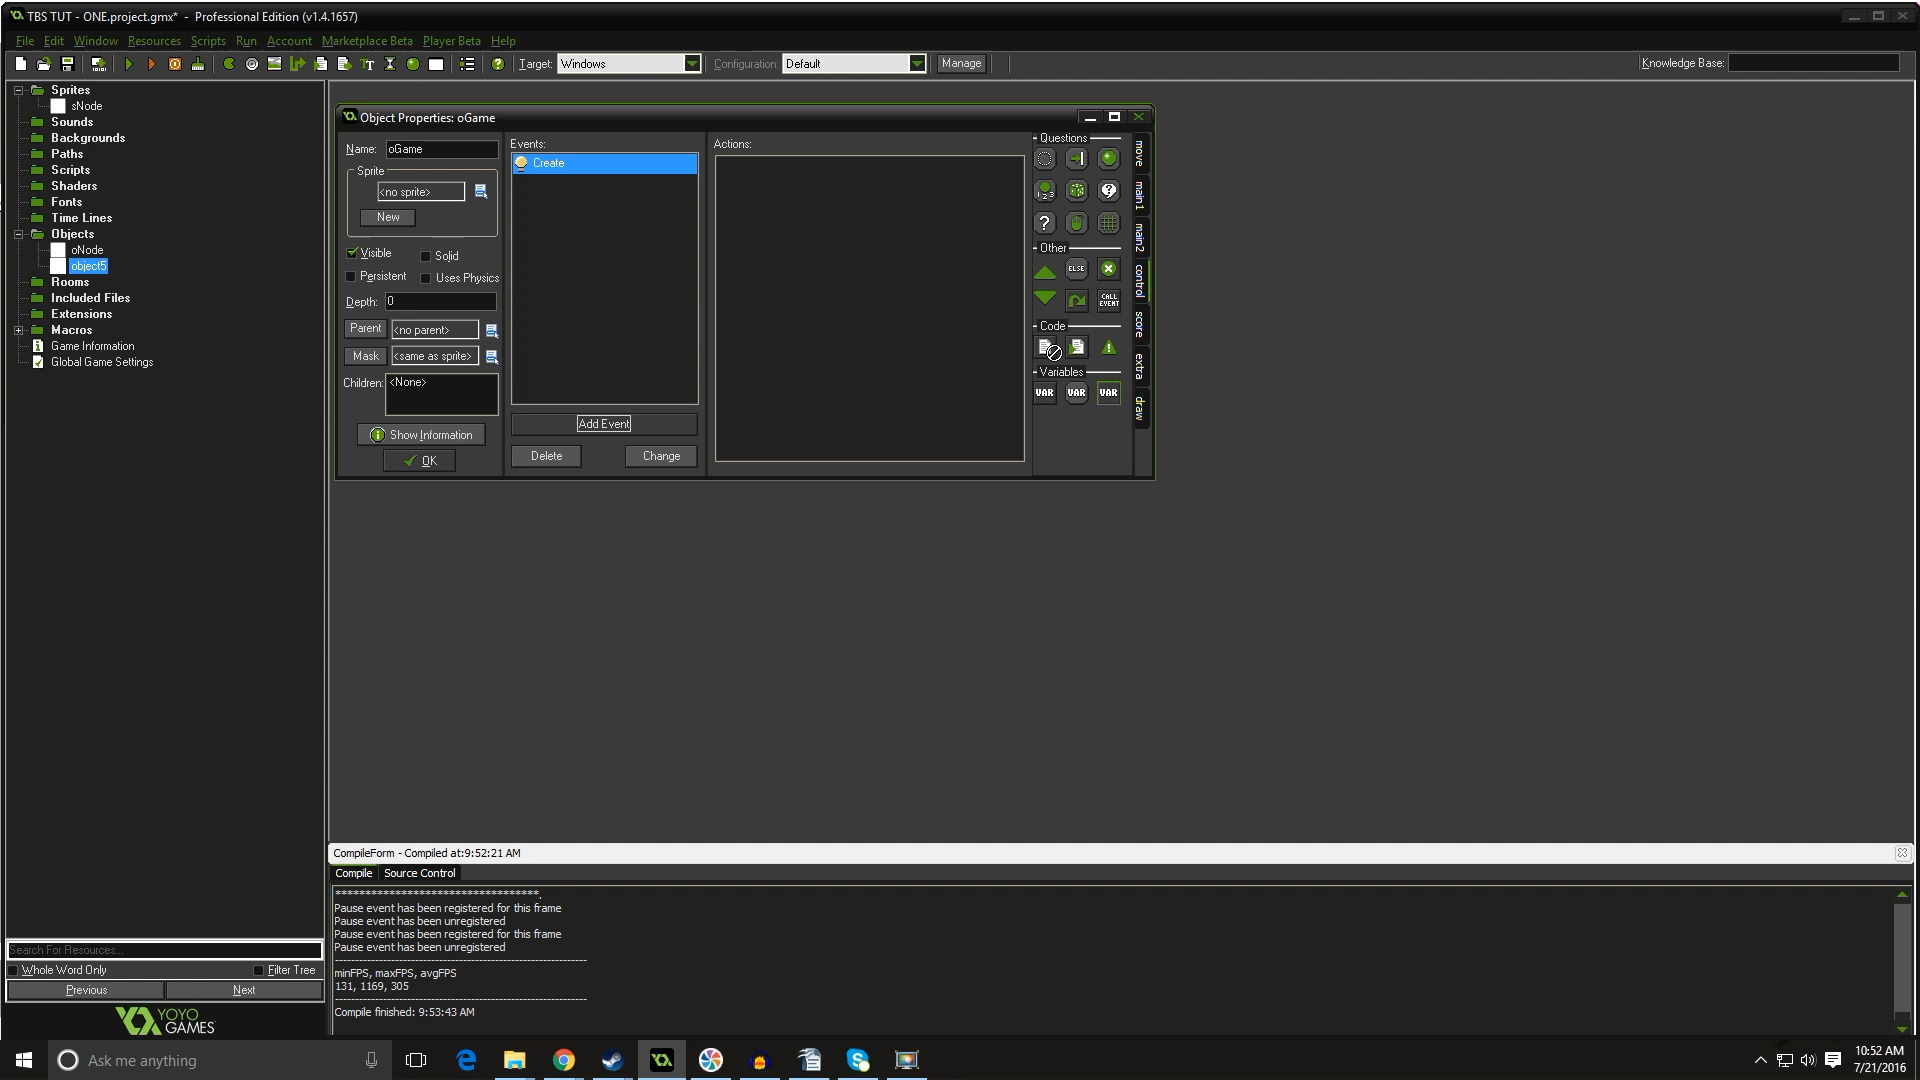 TBS TUT - ONE.project.gmx* - Professional Edition (v1.4.1657)
File Edit Window Resources Scripts Run Account Marketplace Beta Player Beta Help
Target: Windows Configuration: Default Manage Knowledge Base:
Sprites
sNode
Sounds
Backgrounds
Paths
Scripts
Shaders
Fonts
Time Lines
Objects
oNode
object5
Rooms
Included Files
Extensions
Macros
Game Information
Global Game Settings
Search For Resources...
Whole Word Only Filter Tree
Previous Next
YOYO
GAMES
Object Properties: oGame
Name: oGame
Sprite
<no sprite>
New
Visible Solid
Persistent Uses Physics
Depth: 0
Parent <no parent>
Mask <same as sprite>
Children: <None>
Show Information
OK
Events:
Create
Add Event
Delete Change
Actions:
Questions
1 2 3
?
?
Other
ELSE
CALL
EVENT
Code
Variables
VAR VAR VAR
move
main1
main2
control
score
extra
draw
CompileForm - Compiled at:9:52:21 AM
Compile Source Control
Pause event has been registered for this frame
Pause event has been unregistered
Pause event has been registered for this frame
Pause event has been unregistered
minFPS, maxFPS, avgFPS
131, 1169, 305
Compile finished: 9:53:43 AM
Ask me anything
10:52 AM
7/21/2016